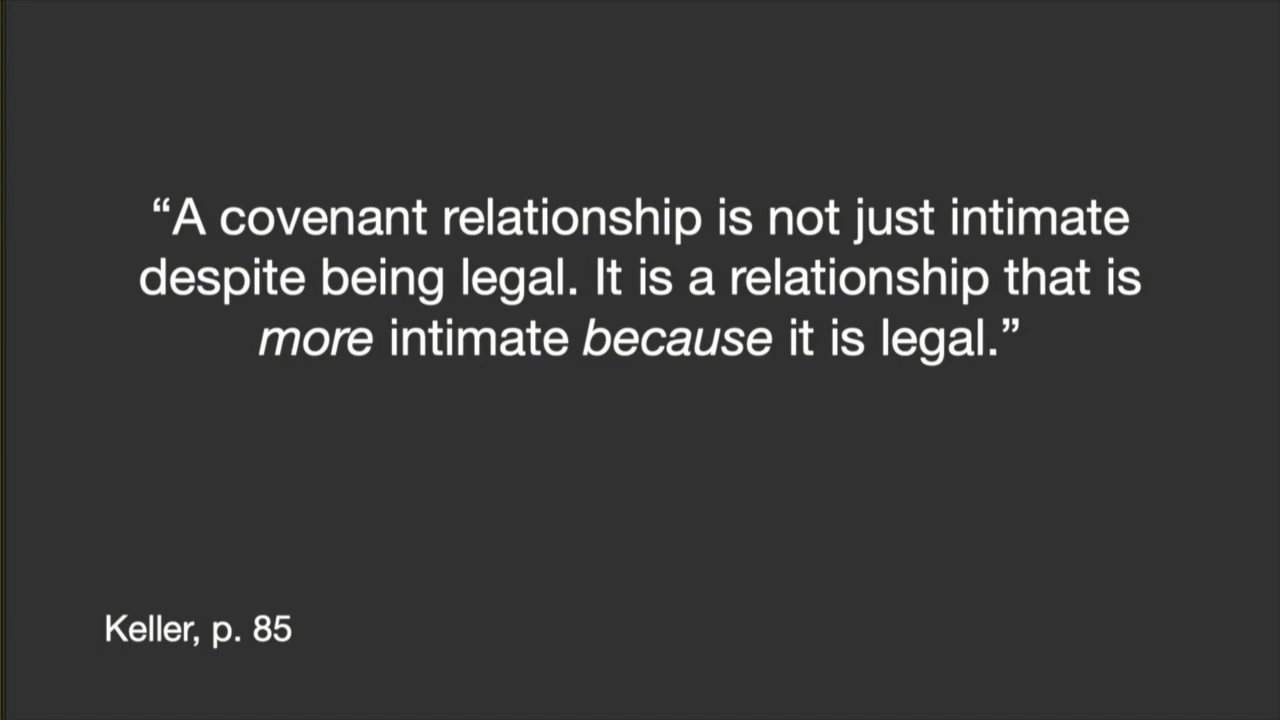 “A covenant relationship is not just intimate
despite being legal. It is a relationship that is
more intimate because it is legal.”
Keller, p. 85